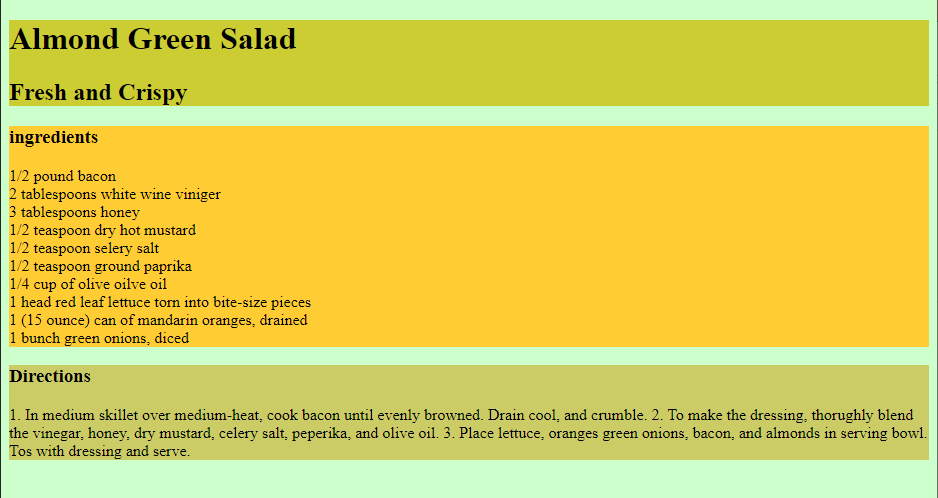 Almond Green Salad
Fresh and Crispy
ingredients
1/2 pound bacon
2 tablespoons white wine viniger
3 tablespoons honey
1/2 teaspoon dry hot mustard
1/2 teaspoon selery salt
1/2 teaspoon ground paprika
1/4 cup of olive oilve oil
1 head red leaf lettuce torn into bite-size pieces
1 (15 ounce) can of mandarin oranges, drained
1 bunch green onions, diced
Directions
1. In medium skillet over medium-heat, cook bacon until evenly browned. Drain cool, and crumble. 2. To make the dressing, thorughly blend
the vinegar, honey, dry mustard, celery salt, peperika, and olive oil. 3. Place lettuce, oranges green onions, bacon, and almonds in serving bowl.
Tos with dressing and serve.